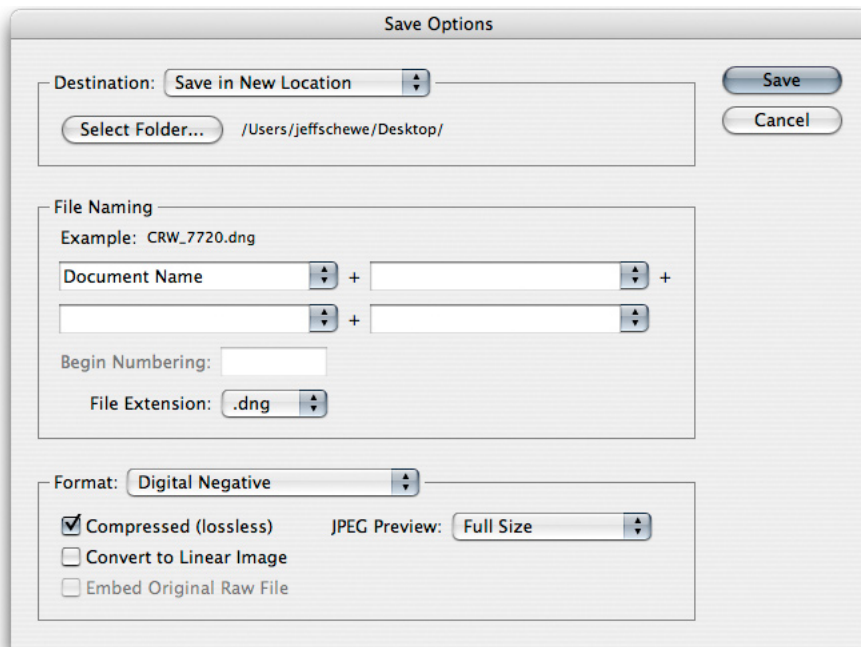 Save Options
Destination: Save in New Location
Save
Select Folder... /Users/jeffschewe/Desktop/
Cancel
File Naming
Example: CRW_7720.dng
Document Name + +
+
Begin Numbering:
File Extension: .dng
Format: Digital Negative
Compressed (lossless) JPEG Preview: Full Size
Convert to Linear Image
Embed Original Raw File